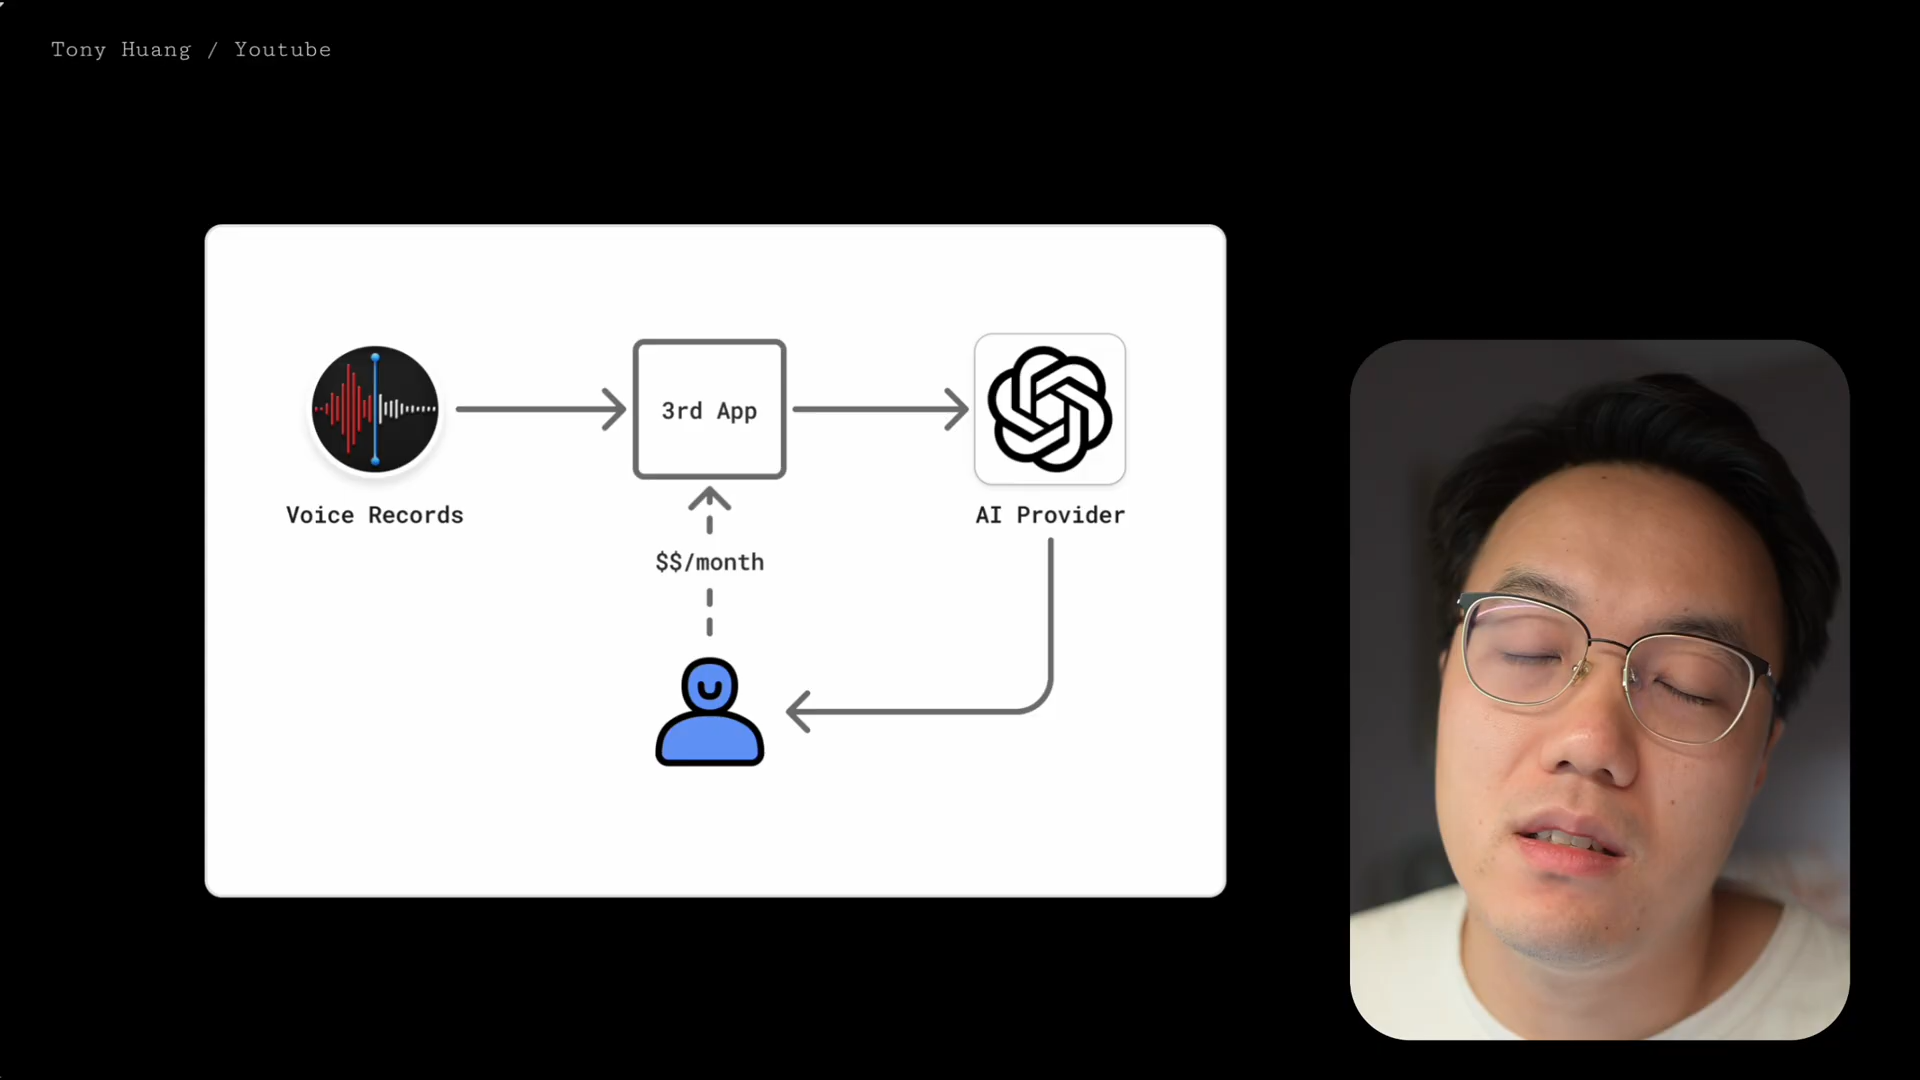 Tony Huang / Youtube
3rd App
Voice Records
AI Provider
$$/month